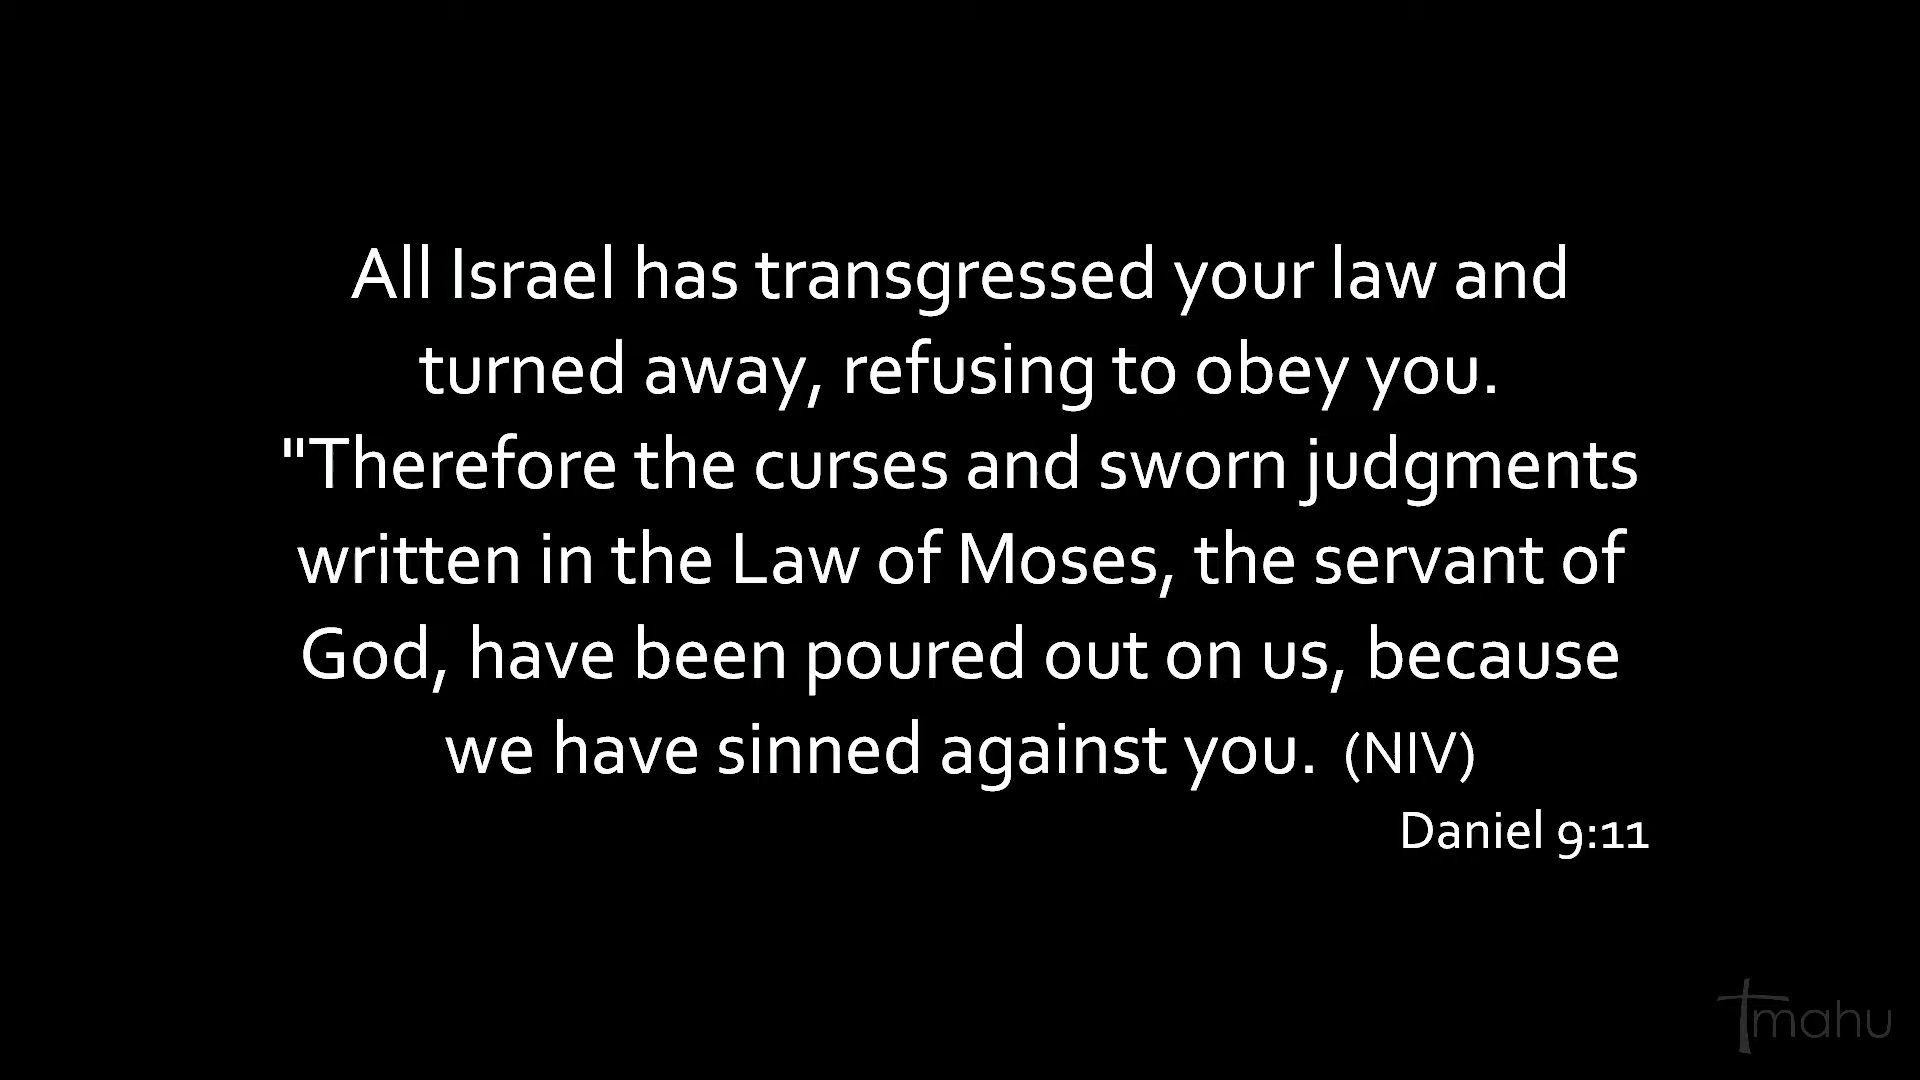 All Israel has transgressed your law and
turned away, refusing to obey you.
"Therefore the curses and sworn judgments
written in the Law of Moses, the servant of
God, have been poured out on us, because
we have sinned against you. (NIV)
Daniel 9:11
mahu